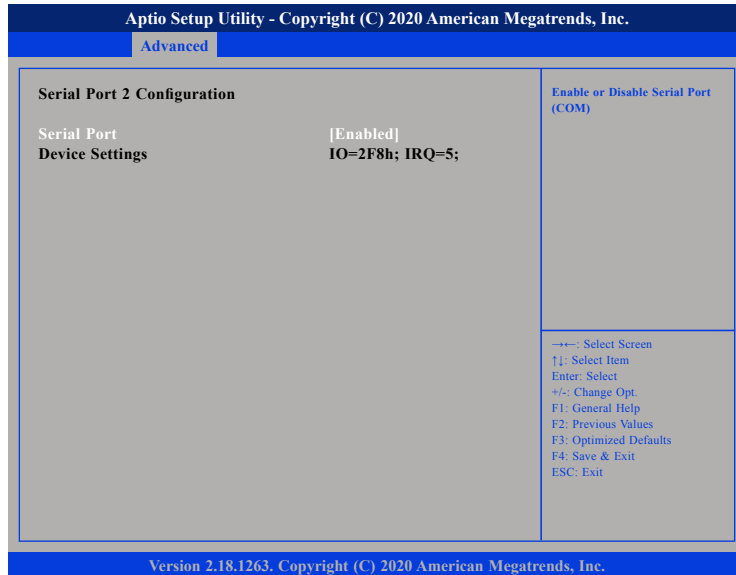 Aptio Setup Utility - Copyright (C) 2020 American Megatrends, Inc.
Advanced
Serial Port 2 Configuration
Serial Port [Enabled]
Device Settings IO=2F8h; IRQ=5;
Enable or Disable Serial Port
(COM)
→←: Select Screen
↑↓: Select Item
Enter: Select
+/-: Change Opt.
F1: General Help
F2: Previous Values
F3: Optimized Defaults
F4: Save & Exit
ESC: Exit
Version 2.18.1263. Copyright (C) 2020 American Megatrends, Inc.